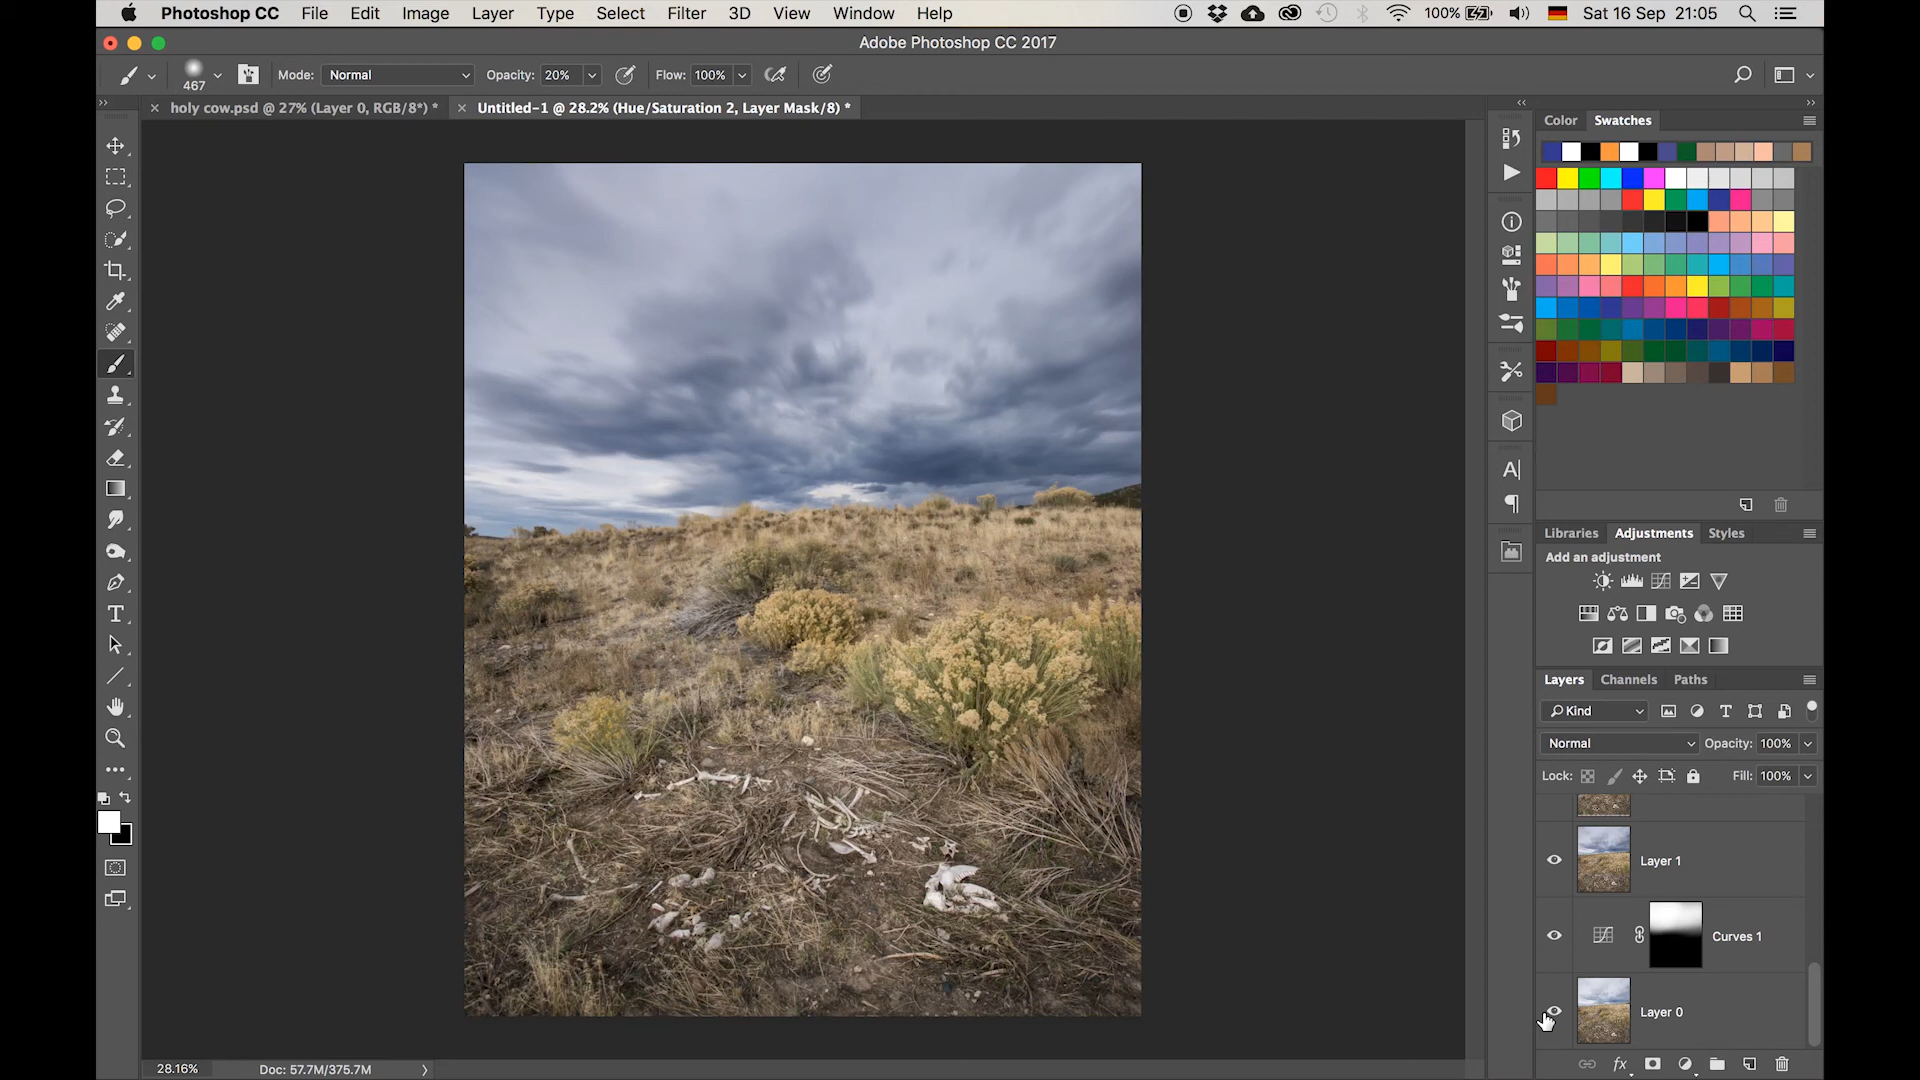 Photoshop CC File Edit Image Layer Type Select Filter 3D View Window Help 100% Sat 16 Sep 21:05
Adobe Photoshop CC 2017
467 Mode: Normal Opacity: 20% Flow: 100%
holy cow.psd @ 27% (Layer 0, RGB/8*) * Untitled-1 @ 28.2% (Hue/Saturation 2, Layer Mask/8) *
Color Swatches
Libraries Adjustments Styles
Add an adjustment
Layers Channels Paths
Kind
Normal Opacity: 100%
Lock: Fill: 100%
Layer 1
Curves 1
Layer 0
28.16% Doc: 57.7M/375.7M